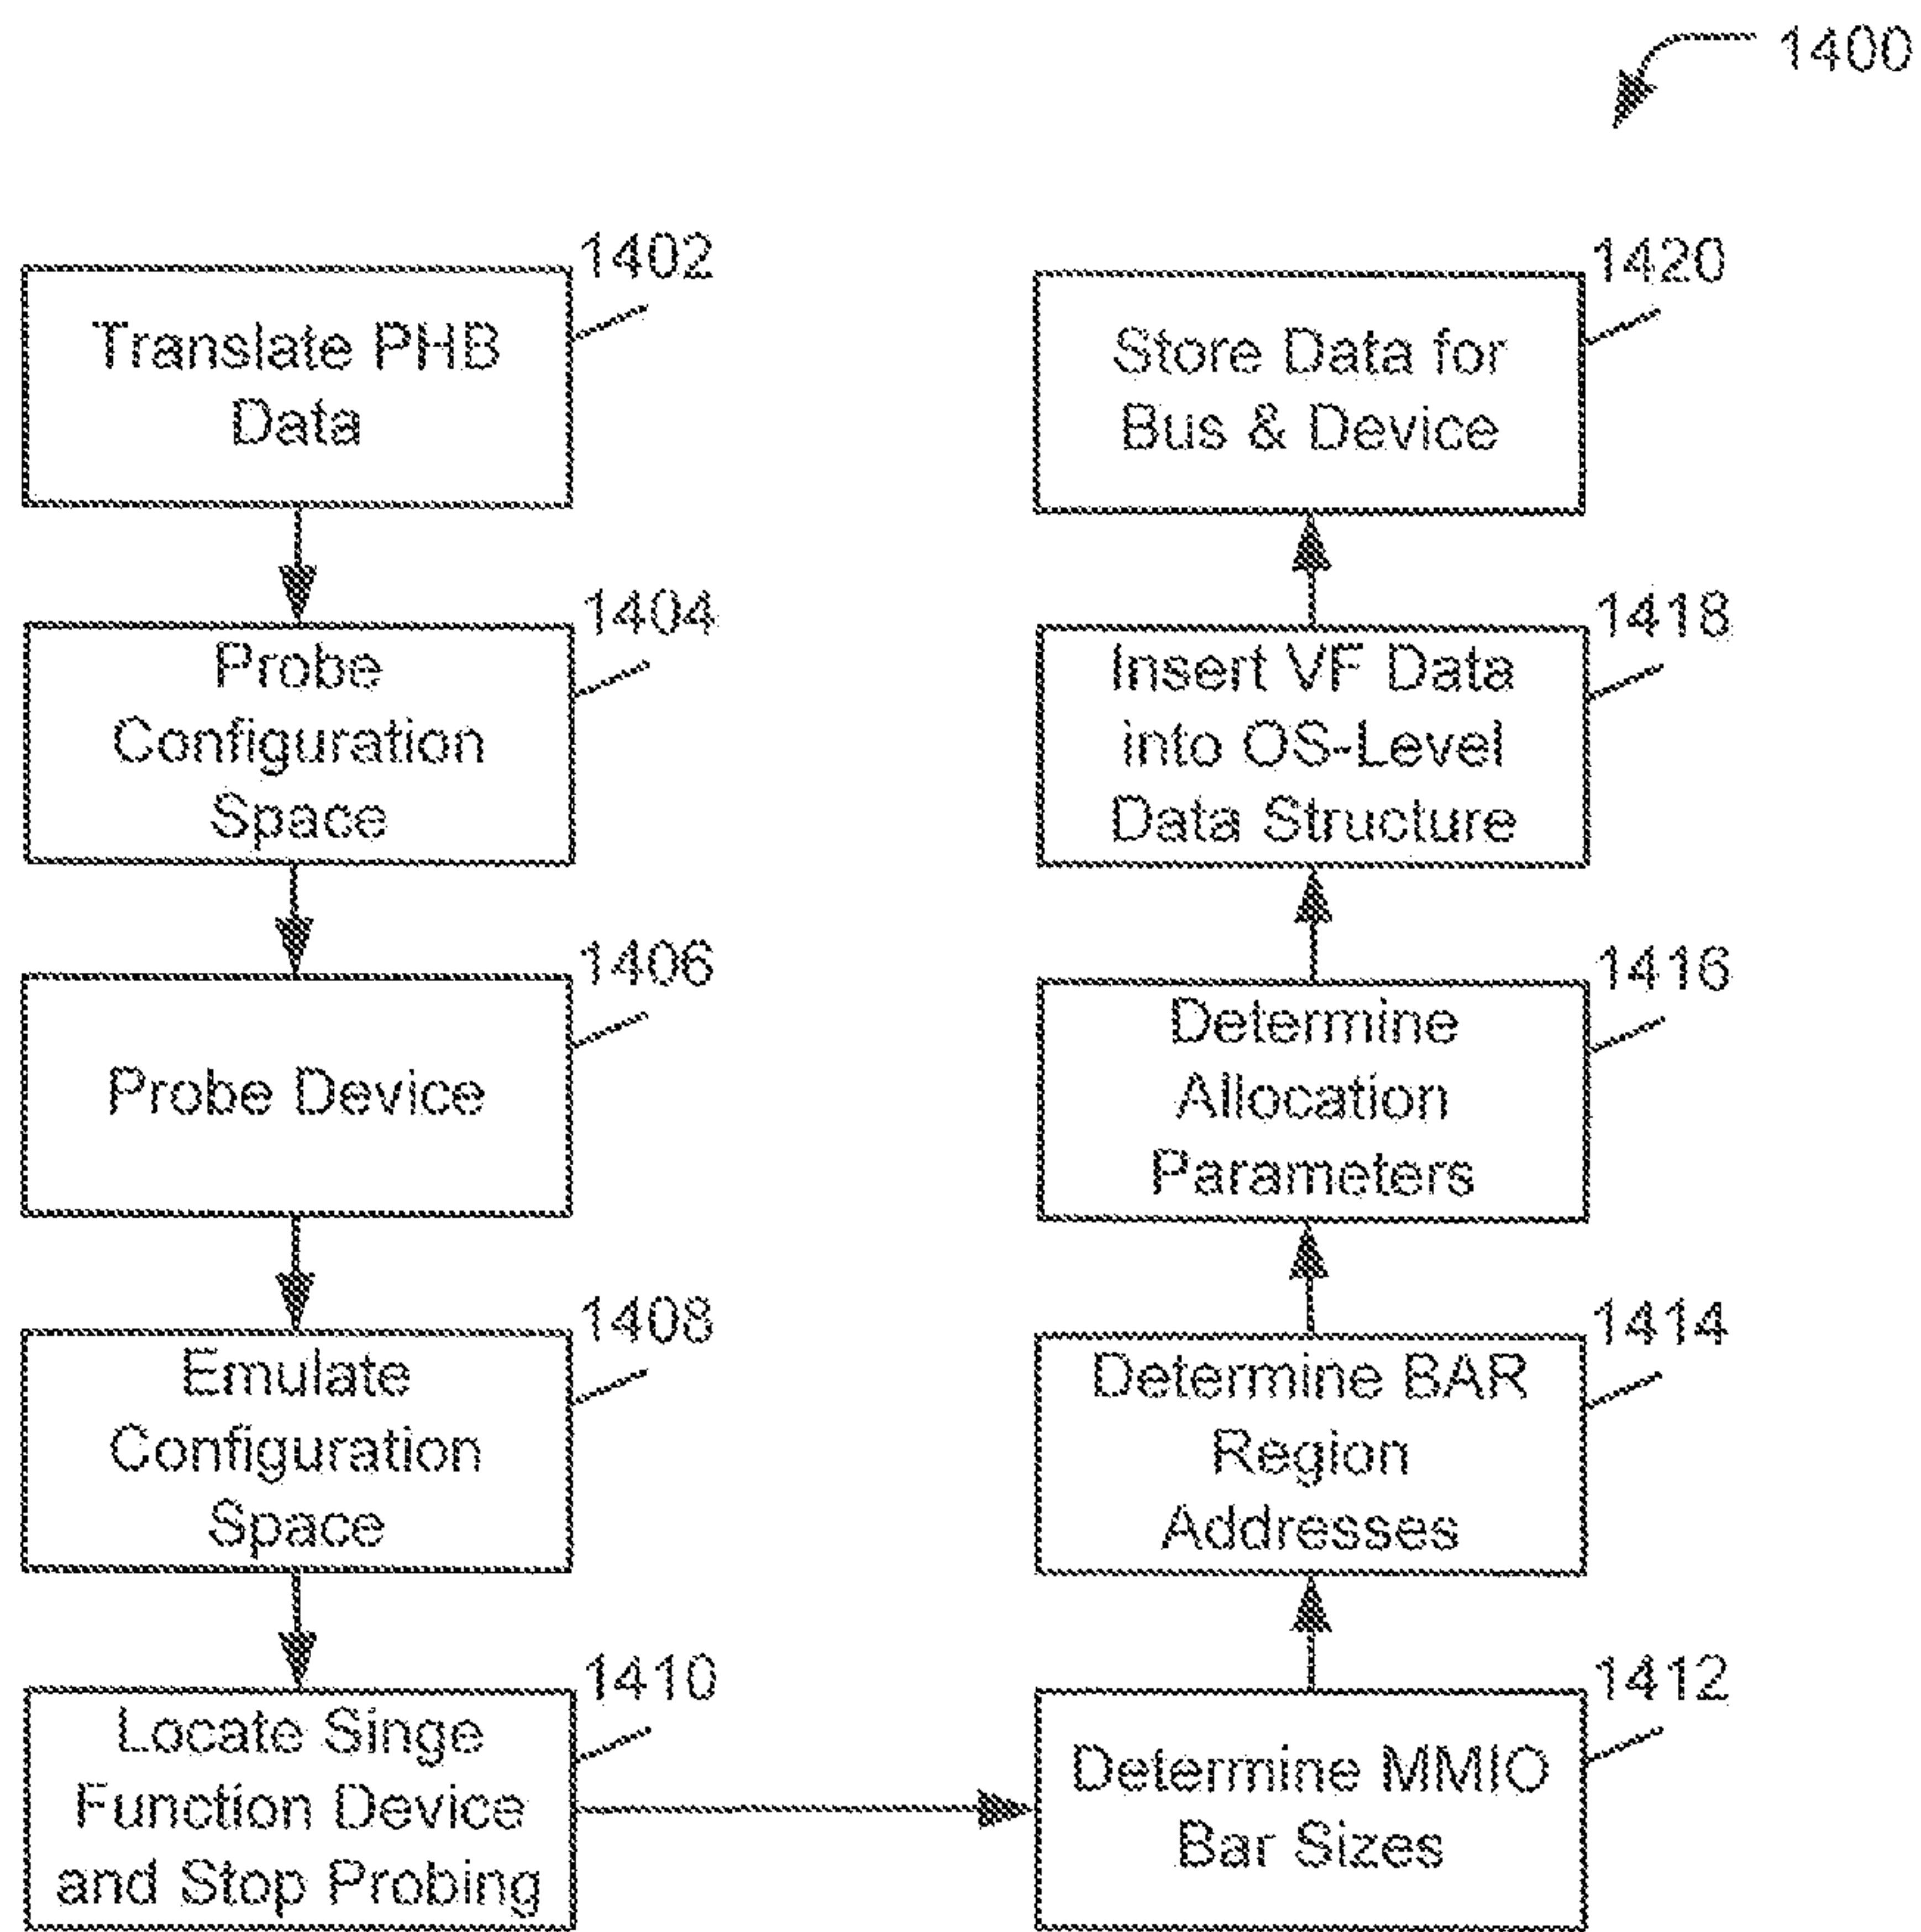 1400
1402
Translate PHB
Data
1404
Probe
Configuration
Space
1406
Probe Device
1408
Emulate
Configuration
Space
1410
Locate Singe
Function Device
and Stop Probing
1412
Determine MMIO
Bar Sizes
1414
Determine BAR
Region
Addresses
1416
Determine
Allocation
Parameters
1418
Insert VF Data
into OS-Level
Data Structure
1420
Store Data for
Bus & Device